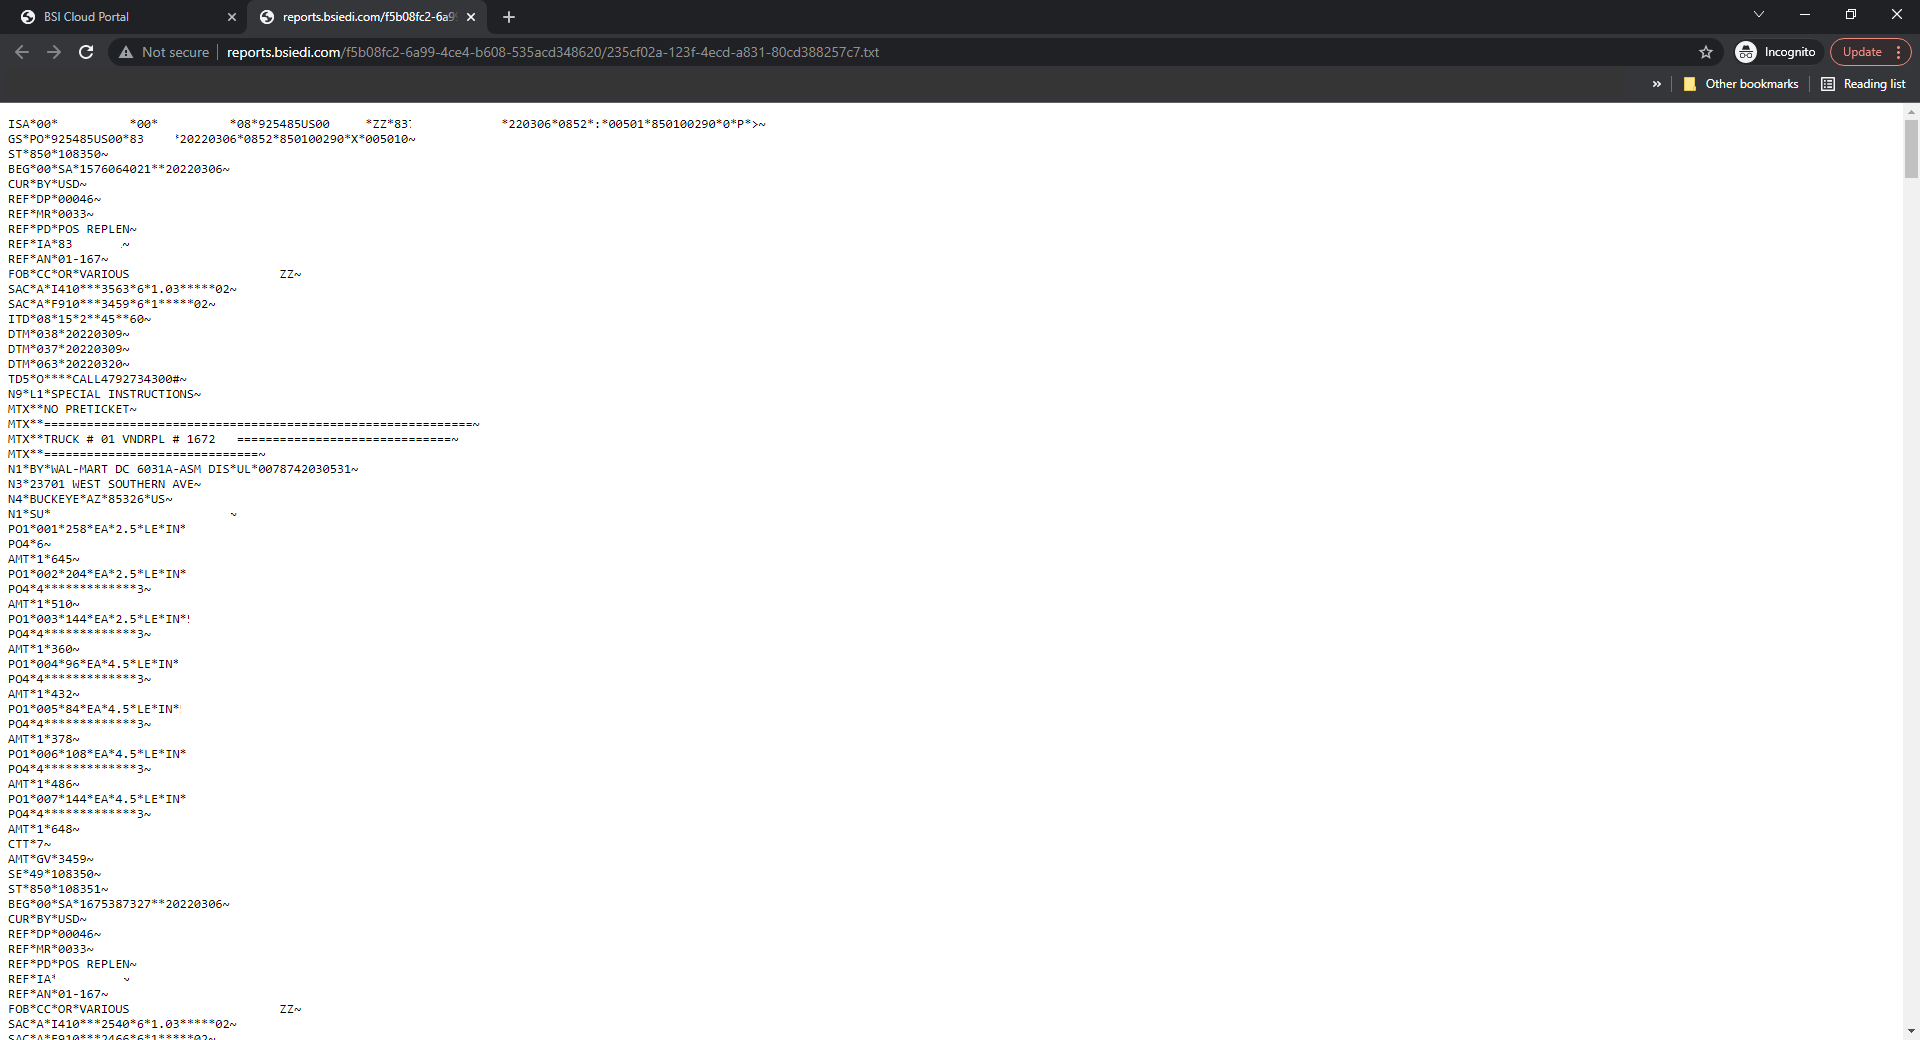 BSI Cloud Portal
reports.bsiedi.com/f5b08fc2-6a9
Not secure
reports.bsiedi.com/f5b08fc2-6a99-4ce4-b608-535acd348620/235cf02a-123f-4ecd-a831-80cd388257c7.txt
Incognito
Update
»
Other bookmarks
Reading list
ISA*00* *00* *08*925485US00 *ZZ*837 *220306*0852*:*00501*850100290*0*P*>~
GS*PO*925485US00*83 *20220306*0852*850100290*X*005010~
ST*850*108350~
BEG*00*SA*1576064021**20220306~
CUR*BY*USD~
REF*DP*00046~
REF*MR*0033~
REF*PD*POS REPLEN~
REF*IA*83 ~
REF*AN*01-167~
FOB*CC*OR*VARIOUS ZZ~
SAC*A*I410***3563*6*1.03*****02~
SAC*A*F910***3459*6*1*****02~
ITD*08*15*2**45**60~
DTM*038*20220309~
DTM*037*20220309~
DTM*063*20220320~
TD5*O****CALL4792734300#~
N9*L1*SPECIAL INSTRUCTIONS~
MTX**NO PRETICKET~
MTX**============================================================~
MTX**TRUCK # 01 VNDRPL # 1672 ==============================~
MTX**==============================~
N1*BY*WAL-MART DC 6031A-ASM DIS*UL*0078742030531~
N3*23701 WEST SOUTHERN AVE~
N4*BUCKEYE*AZ*85326*US~
N1*SU* ~
PO1*001*258*EA*2.5*LE*IN*
PO4*6~
AMT*1*645~
PO1*002*204*EA*2.5*LE*IN*
PO4*4*************3~
AMT*1*510~
PO1*003*144*EA*2.5*LE*IN*
PO4*4*************3~
AMT*1*360~
PO1*004*96*EA*4.5*LE*IN*
PO4*4*************3~
AMT*1*432~
PO1*005*84*EA*4.5*LE*IN*
PO4*4*************3~
AMT*1*378~
PO1*006*108*EA*4.5*LE*IN*
PO4*4*************3~
AMT*1*486~
PO1*007*144*EA*4.5*LE*IN*
PO4*4*************3~
AMT*1*648~
CTT*7~
AMT*GV*3459~
SE*49*108350~
ST*850*108351~
BEG*00*SA*1675387327**20220306~
CUR*BY*USD~
REF*DP*00046~
REF*MR*0033~
REF*PD*POS REPLEN~
REF*IA* ~
REF*AN*01-167~
FOB*CC*OR*VARIOUS ZZ~
SAC*A*I410***2540*6*1.03*****02~
SAC*A*F910***2466*6*1*****02~